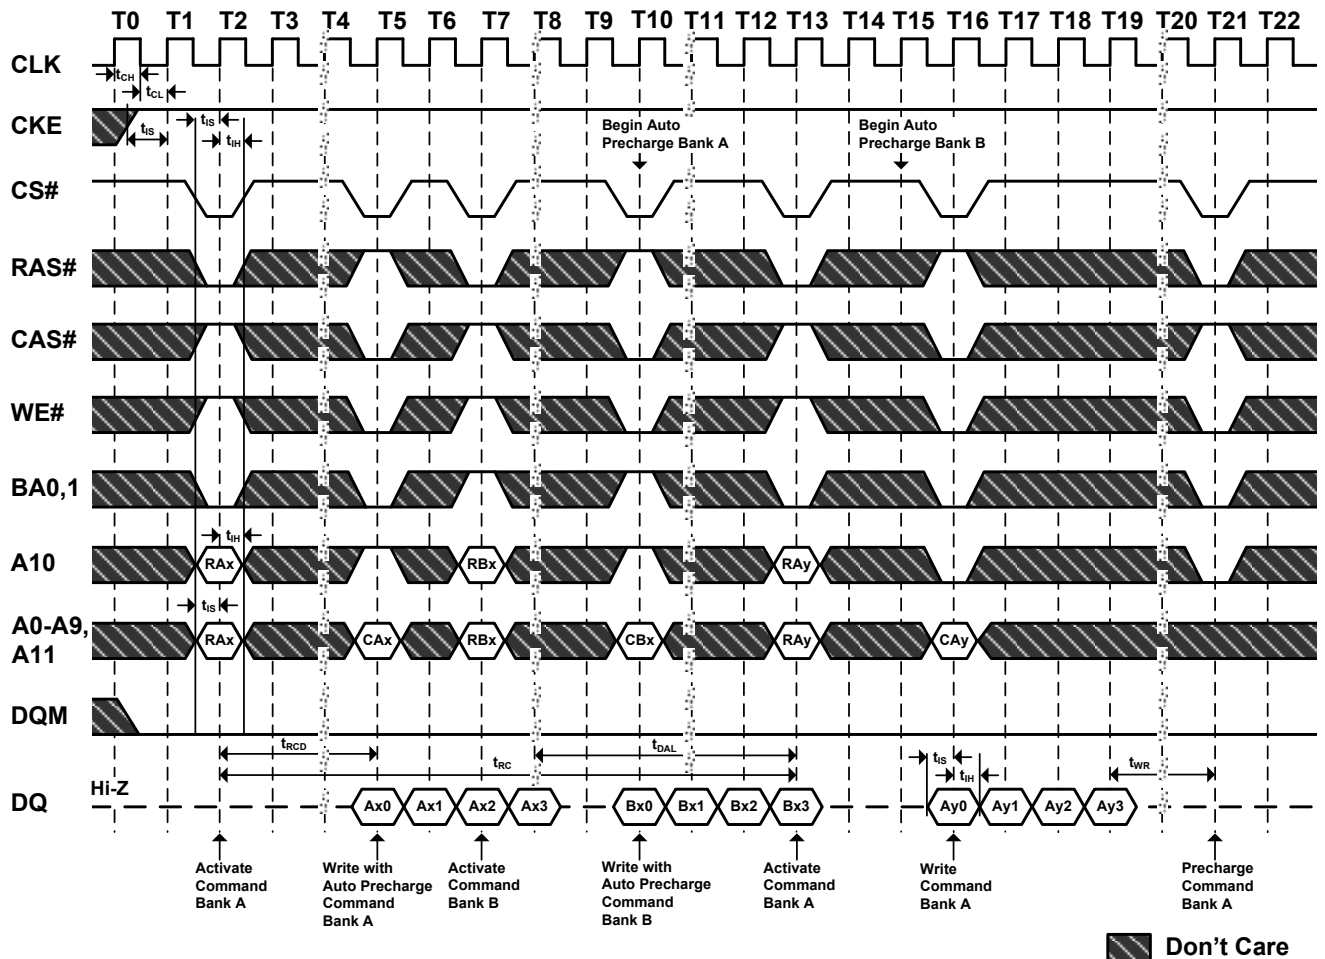 T0 T1 T2 T3 T4 T5 T6 T7 T8 T9 T10 T11 T12 T13 T14 T15 T16 T17 T18 T19 T20 T21 T22
CLK
tCH
tCL
CKE
tIS
tIS
tIH
Begin Auto
Precharge Bank A
Begin Auto
Precharge Bank B
CS#
RAS#
CAS#
WE#
BA0,1
tIH
A10
RAx RBx RAy
tIS
A0-A9,
A11
RAx CAx RBx CBx RAy CAy
DQM
tRCD
tDAL
tRC
tIS
tIH
tWR
Hi-Z
DQ
Ax0 Ax1 Ax2 Ax3 Bx0 Bx1 Bx2 Bx3 Ay0 Ay1 Ay2 Ay3
Activate
Command
Bank A
Write with
Auto Precharge
Command
Bank A
Activate
Command
Bank B
Write with
Auto Precharge
Command
Bank B
Activate
Command
Bank A
Write
Command
Bank A
Precharge
Command
Bank A
Don't Care